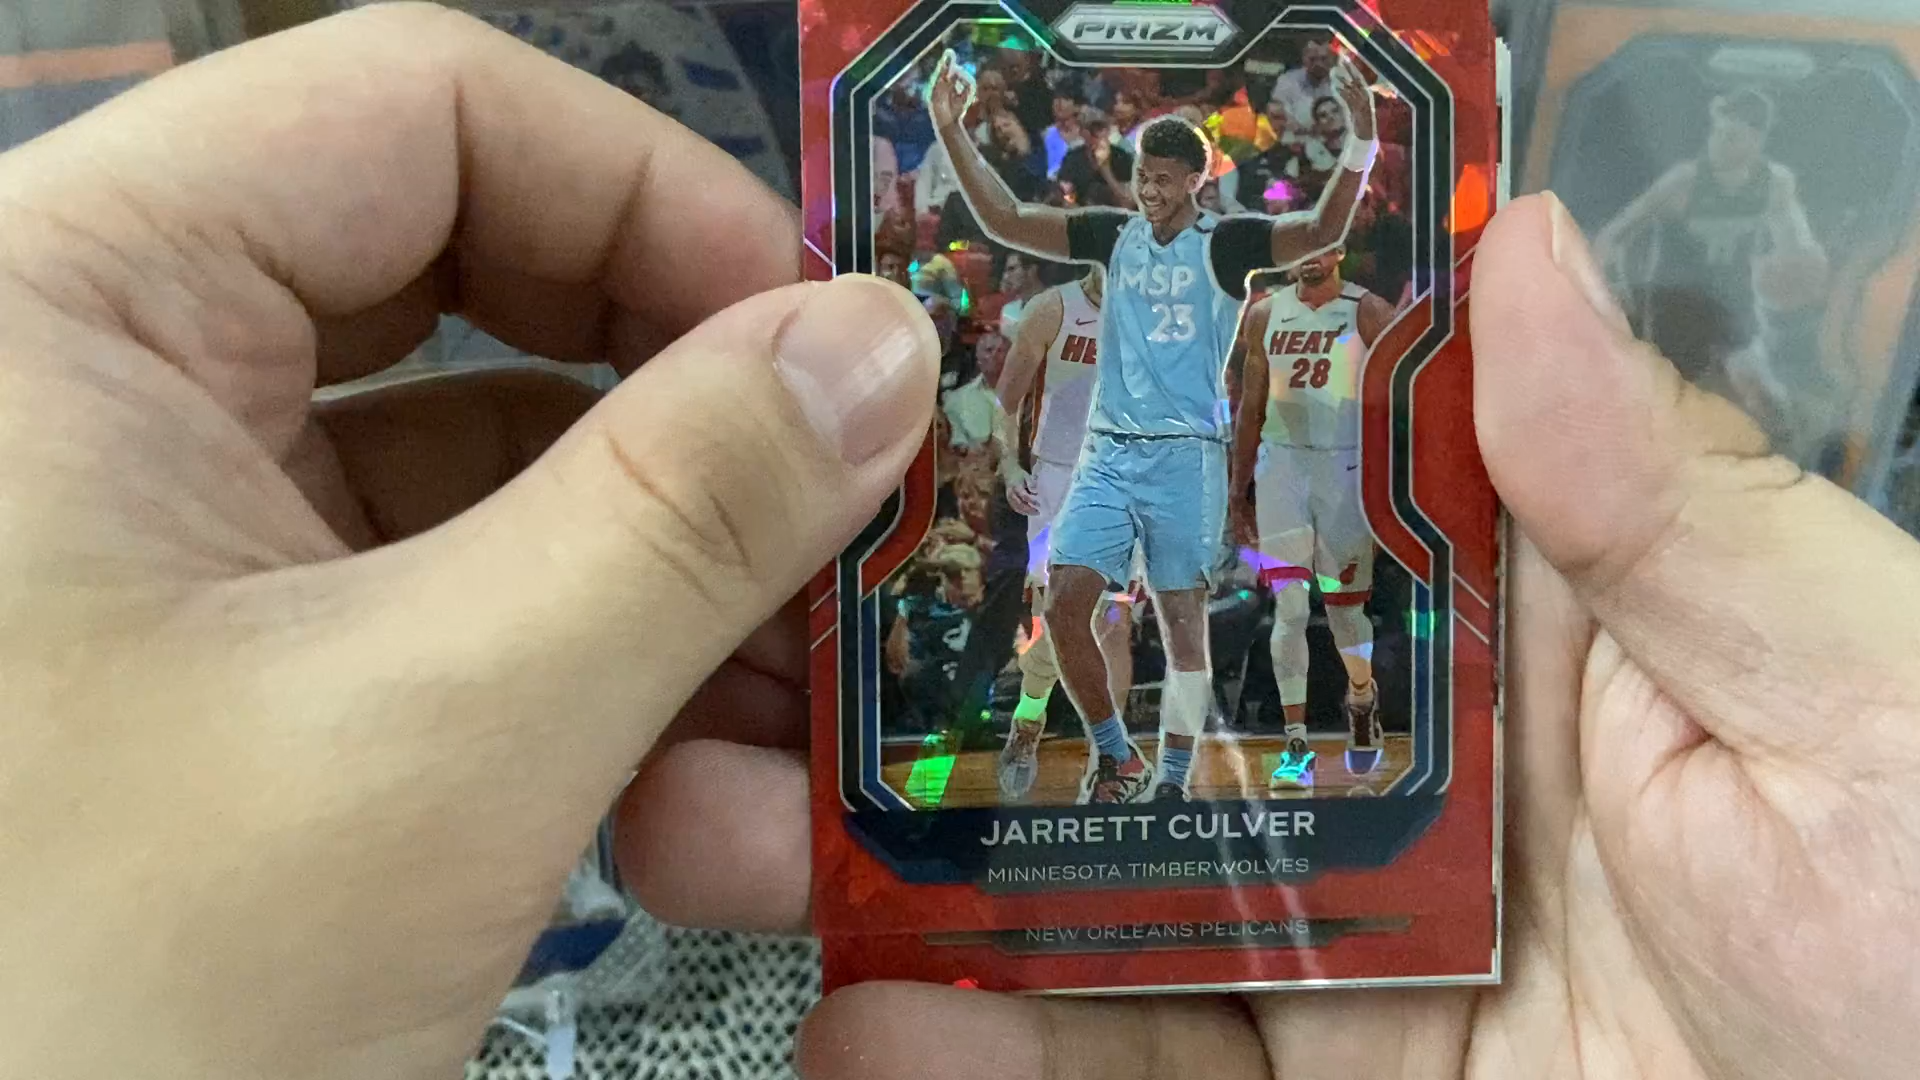 PRIZM
MSP
23
HE
HEAT
28
JARRETT CULVER
MINNESOTA TIMBERWOLVES
NEW ORLEANS PELICANS